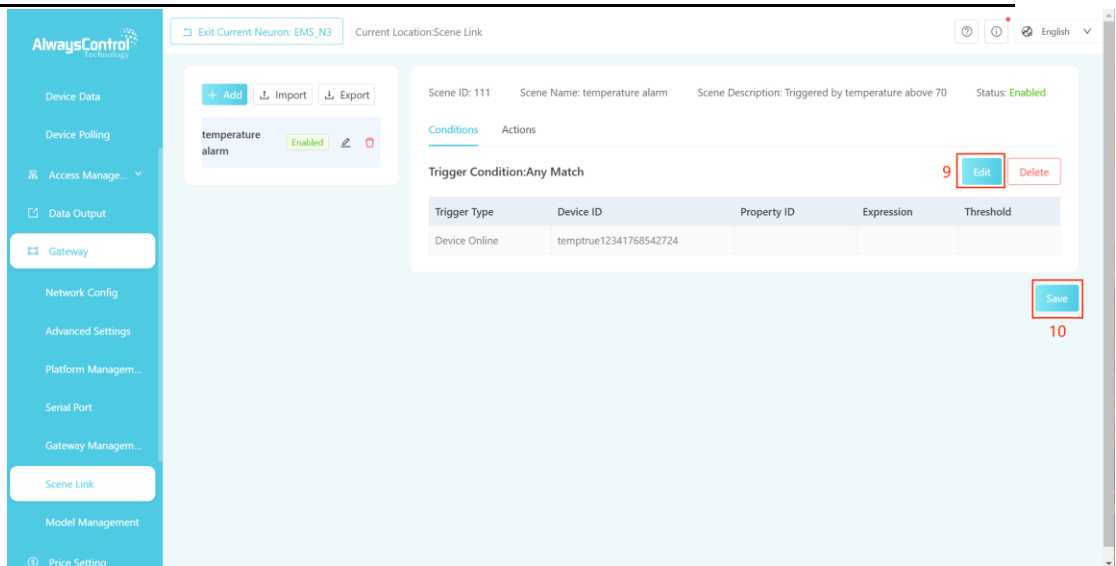 AlwaysControl
Technology
Exit Current Neuron: EMS_N3
Current Location:Scene Link
English
Device Data
Device Polling
Access Manage...
Data Output
Gateway
Network Config
Advanced Settings
Platform Managem...
Serial Port
Gateway Managem...
Scene Link
Model Management
Price Setting
+ Add
Import
Export
temperature
alarm
Enabled
Scene ID: 111
Scene Name: temperature alarm
Scene Description: Triggered by temperature above 70
Status: Enabled
Conditions
Actions
Trigger Condition:Any Match
9
Edit
Delete
Trigger Type
Device ID
Property ID
Expression
Threshold
Device Online
temptrue12341768542724
Save
10